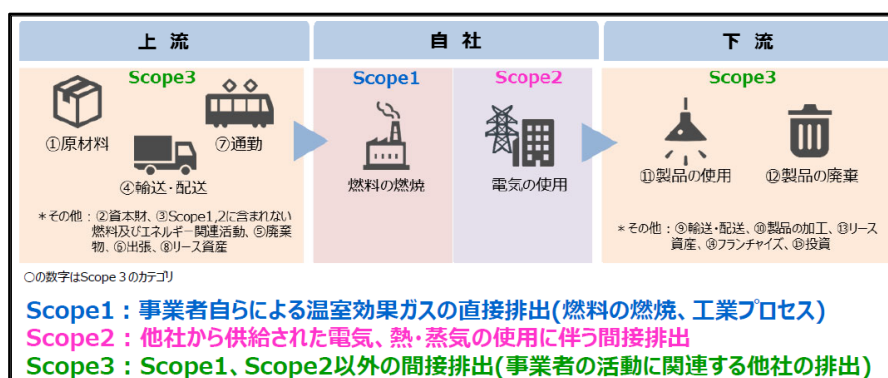 上 流
自 社
下 流
Scope3
Scope1
Scope2
Scope3
①原材料
⑦通勤
④輸送・配送
燃料の燃焼
電気の使用
⑪製品の使用
⑫製品の廃棄
*その他：②資本財、③Scope1,2に含まれない
燃料及びエネルギー関連活動、⑤廃棄
物、⑥出張、⑧リース資産
*その他：⑨輸送・配送、⑩製品の加工、⑬リース
資産、⑭フランチャイズ、⑮投資
○の数字はScope 3のカテゴリ
Scope1：事業者自らによる温室効果ガスの直接排出(燃料の燃焼、工業プロセス)
Scope2：他社から供給された電気、熱・蒸気の使用に伴う間接排出
Scope3：Scope1、Scope2以外の間接排出(事業者の活動に関連する他社の排出)